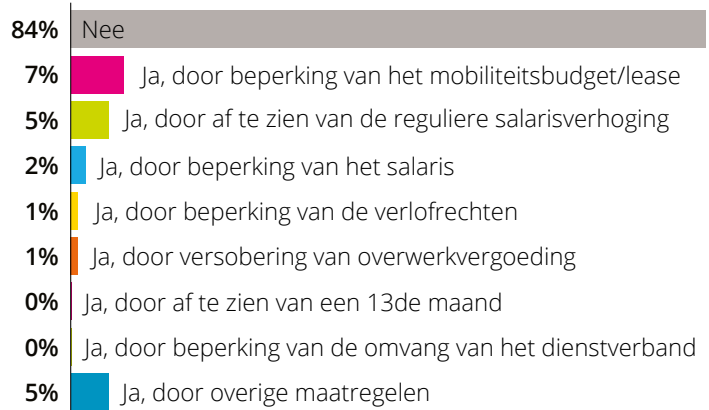 84% Nee
7% Ja, door beperking van het mobiliteitsbudget/lease
5% Ja, door af te zien van de reguliere salarisverhoging
2% Ja, door beperking van het salaris
1% Ja, door beperking van de verlofrechten
1% Ja, door versobering van overwerkvergoeding
0% Ja, door af te zien van een 13de maand
0% Ja, door beperking van de omvang van het dienstverband
5% Ja, door overige maatregelen